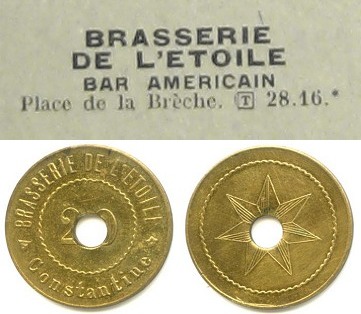 BRASSERIE
DE L'ETOILE
BAR AMERICAIN
Place de la Brèche. T 28.16.*
BRASSERIE DE L'ETOILE
20
Constantine